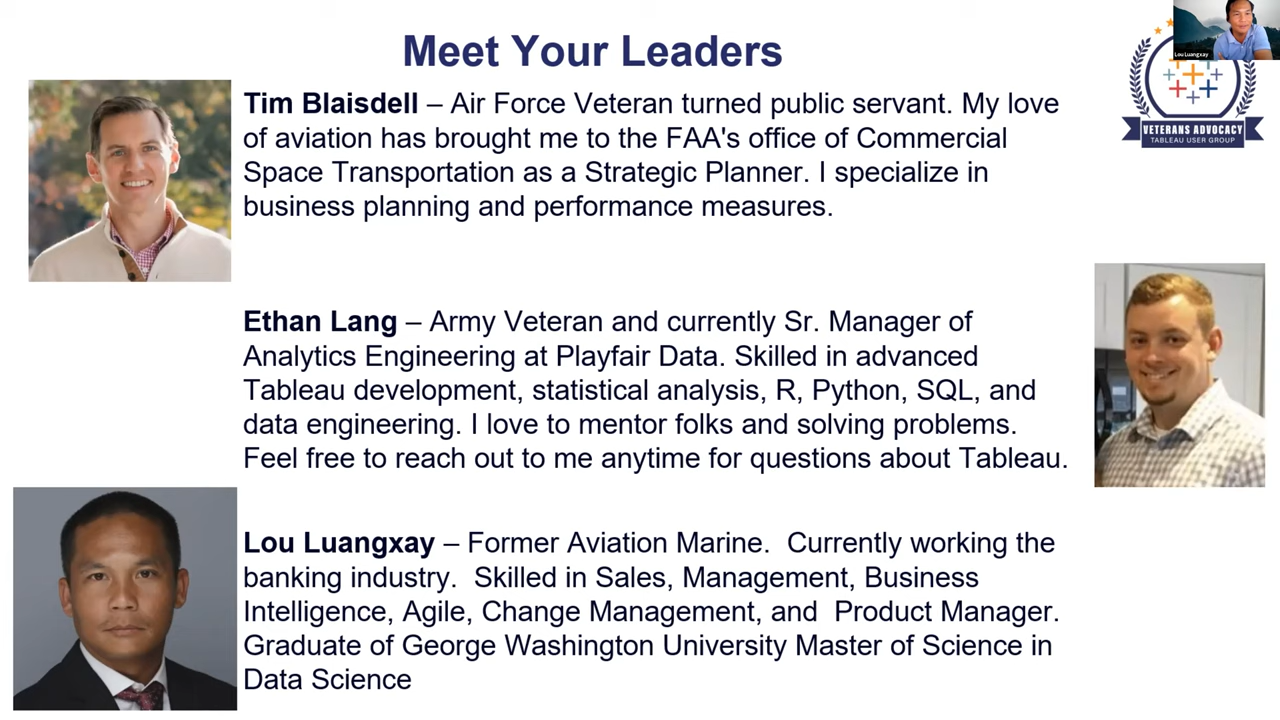 Meet Your Leaders
Lou Luangxay
VETERANS ADVOCACY
TABLEAU USER GROUP
Tim Blaisdell – Air Force Veteran turned public servant. My love
of aviation has brought me to the FAA's office of Commercial
Space Transportation as a Strategic Planner. I specialize in
business planning and performance measures.
Ethan Lang – Army Veteran and currently Sr. Manager of
Analytics Engineering at Playfair Data. Skilled in advanced
Tableau development, statistical analysis, R, Python, SQL, and
data engineering. I love to mentor folks and solving problems.
Feel free to reach out to me anytime for questions about Tableau.
Lou Luangxay – Former Aviation Marine.  Currently working the
banking industry.  Skilled in Sales, Management, Business
Intelligence, Agile, Change Management, and  Product Manager.
Graduate of George Washington University Master of Science in
Data Science